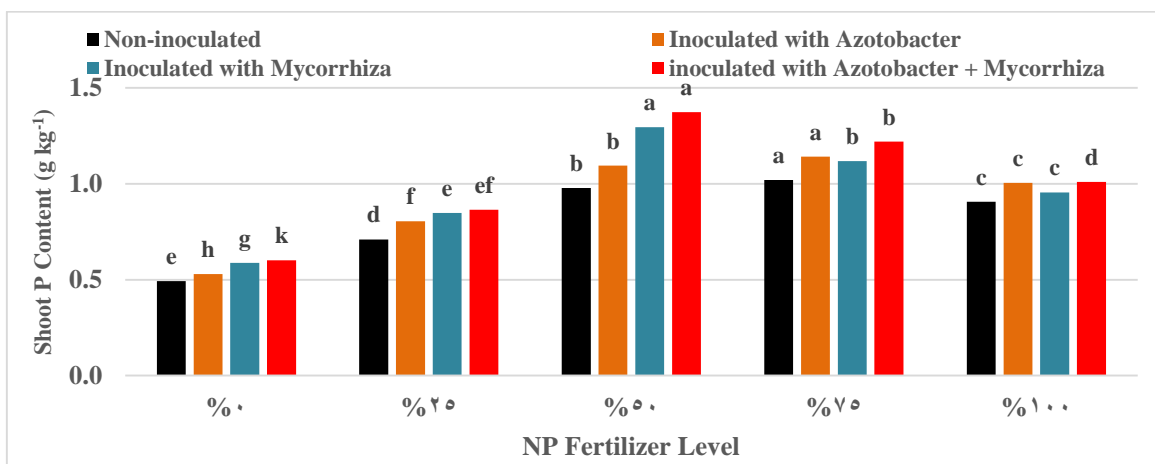 Non-inoculated
Inoculated with Azotobacter
Inoculated with Mycorrhiza
inoculated with Azotobacter + Mycorrhiza
Shoot P Content (g kg⁻¹)
1.5
1.0
0.5
0.0
e h g k
d f e ef
b b a a
a a b b
c c c d
%٠ %٢٥ %٥٠ %٧٥ %١٠٠
NP Fertilizer Level